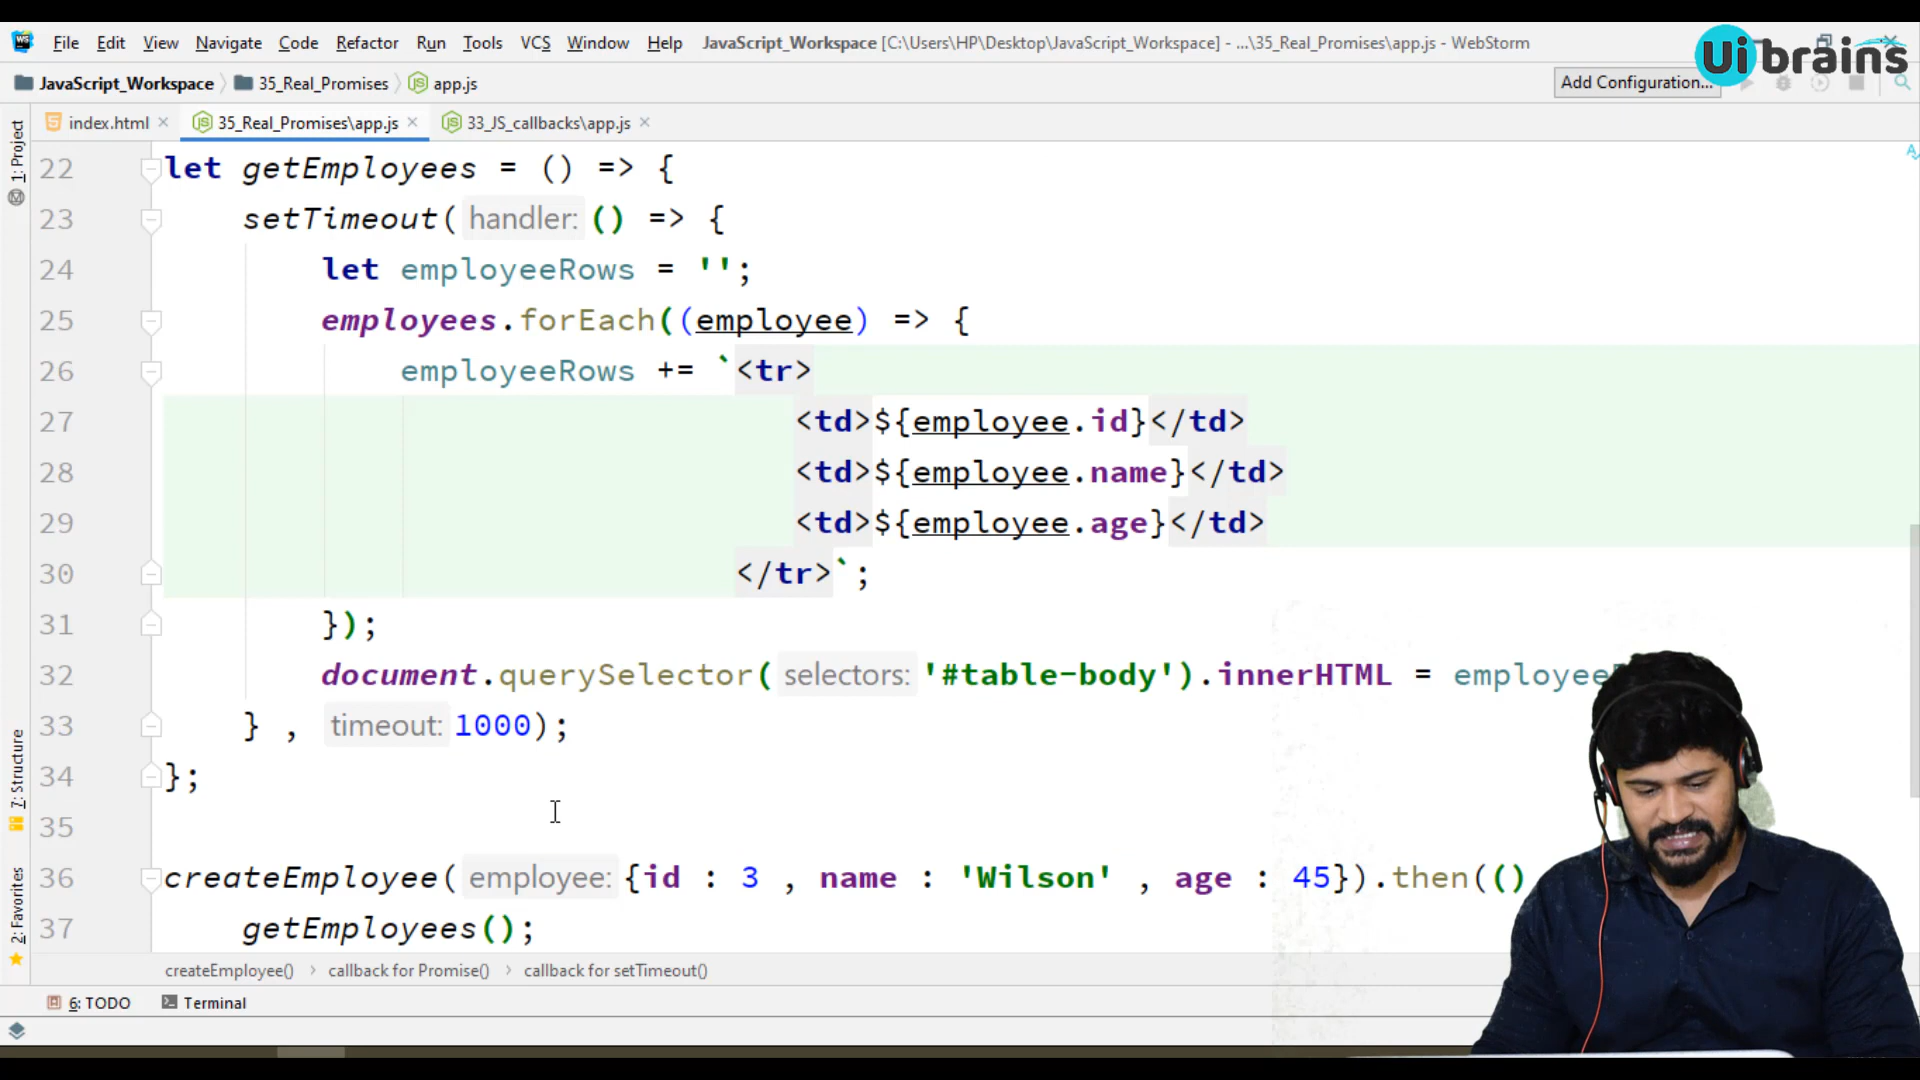 File Edit View Navigate Code Refactor Run Tools VCS Window Help JavaScript_Workspace [C:\Users\HP\Desktop\JavaScript_Workspace] - ...\35_Real_Promises\app.js - WebStorm
Ui brains
JavaScript_Workspace 35_Real_Promises app.js Add Configuration...
index.html 35_Real_Promises\app.js 33_JS_callbacks\app.js
1: Project
7: Structure
2: Favorites
22 let getEmployees = () => {
23 setTimeout( handler: () => {
24 let employeeRows = '';
25 employees.forEach((employee) => {
26 employeeRows += `<tr>
27 <td>${employee.id}</td>
28 <td>${employee.name}</td>
29 <td>${employee.age}</td>
30 </tr>`;
31 });
32 document.querySelector( selectors: '#table-body').innerHTML =
33 } , timeout: 1000);
34 };
35
36 createEmployee( employee: {id : 3 , name : 'Wilson' , age : 45}).then(()
37 getEmployees();
createEmployee() › callback for Promise() › callback for setTimeout()
6: TODO Terminal